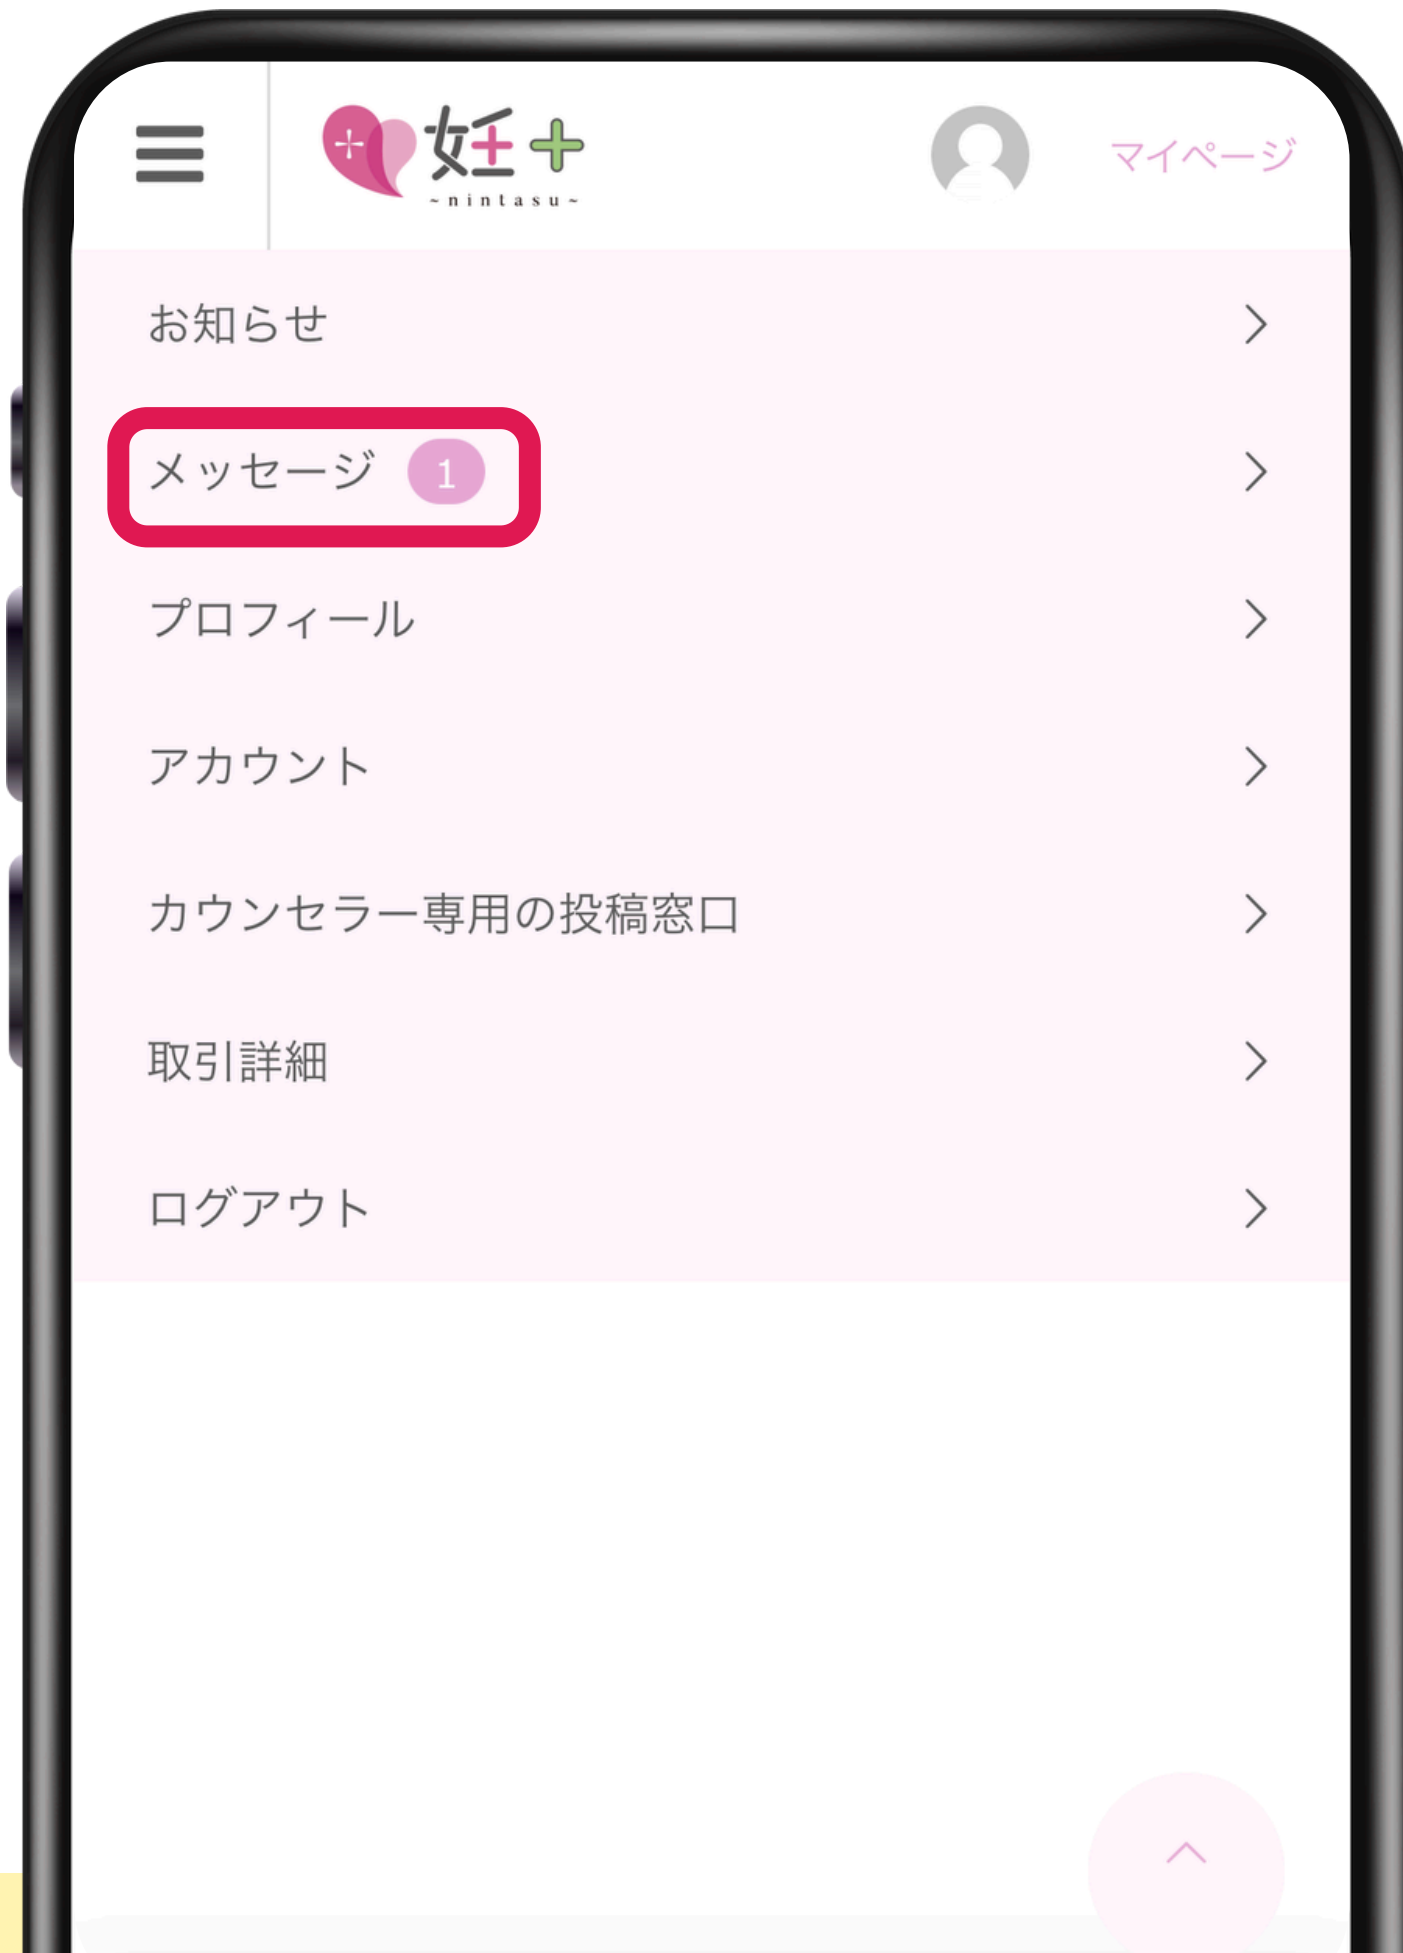 妊+
~nintasu~
マイページ
お知らせ
メッセージ 1
プロフィール
アカウント
カウンセラー専用の投稿窓口
取引詳細
ログアウト